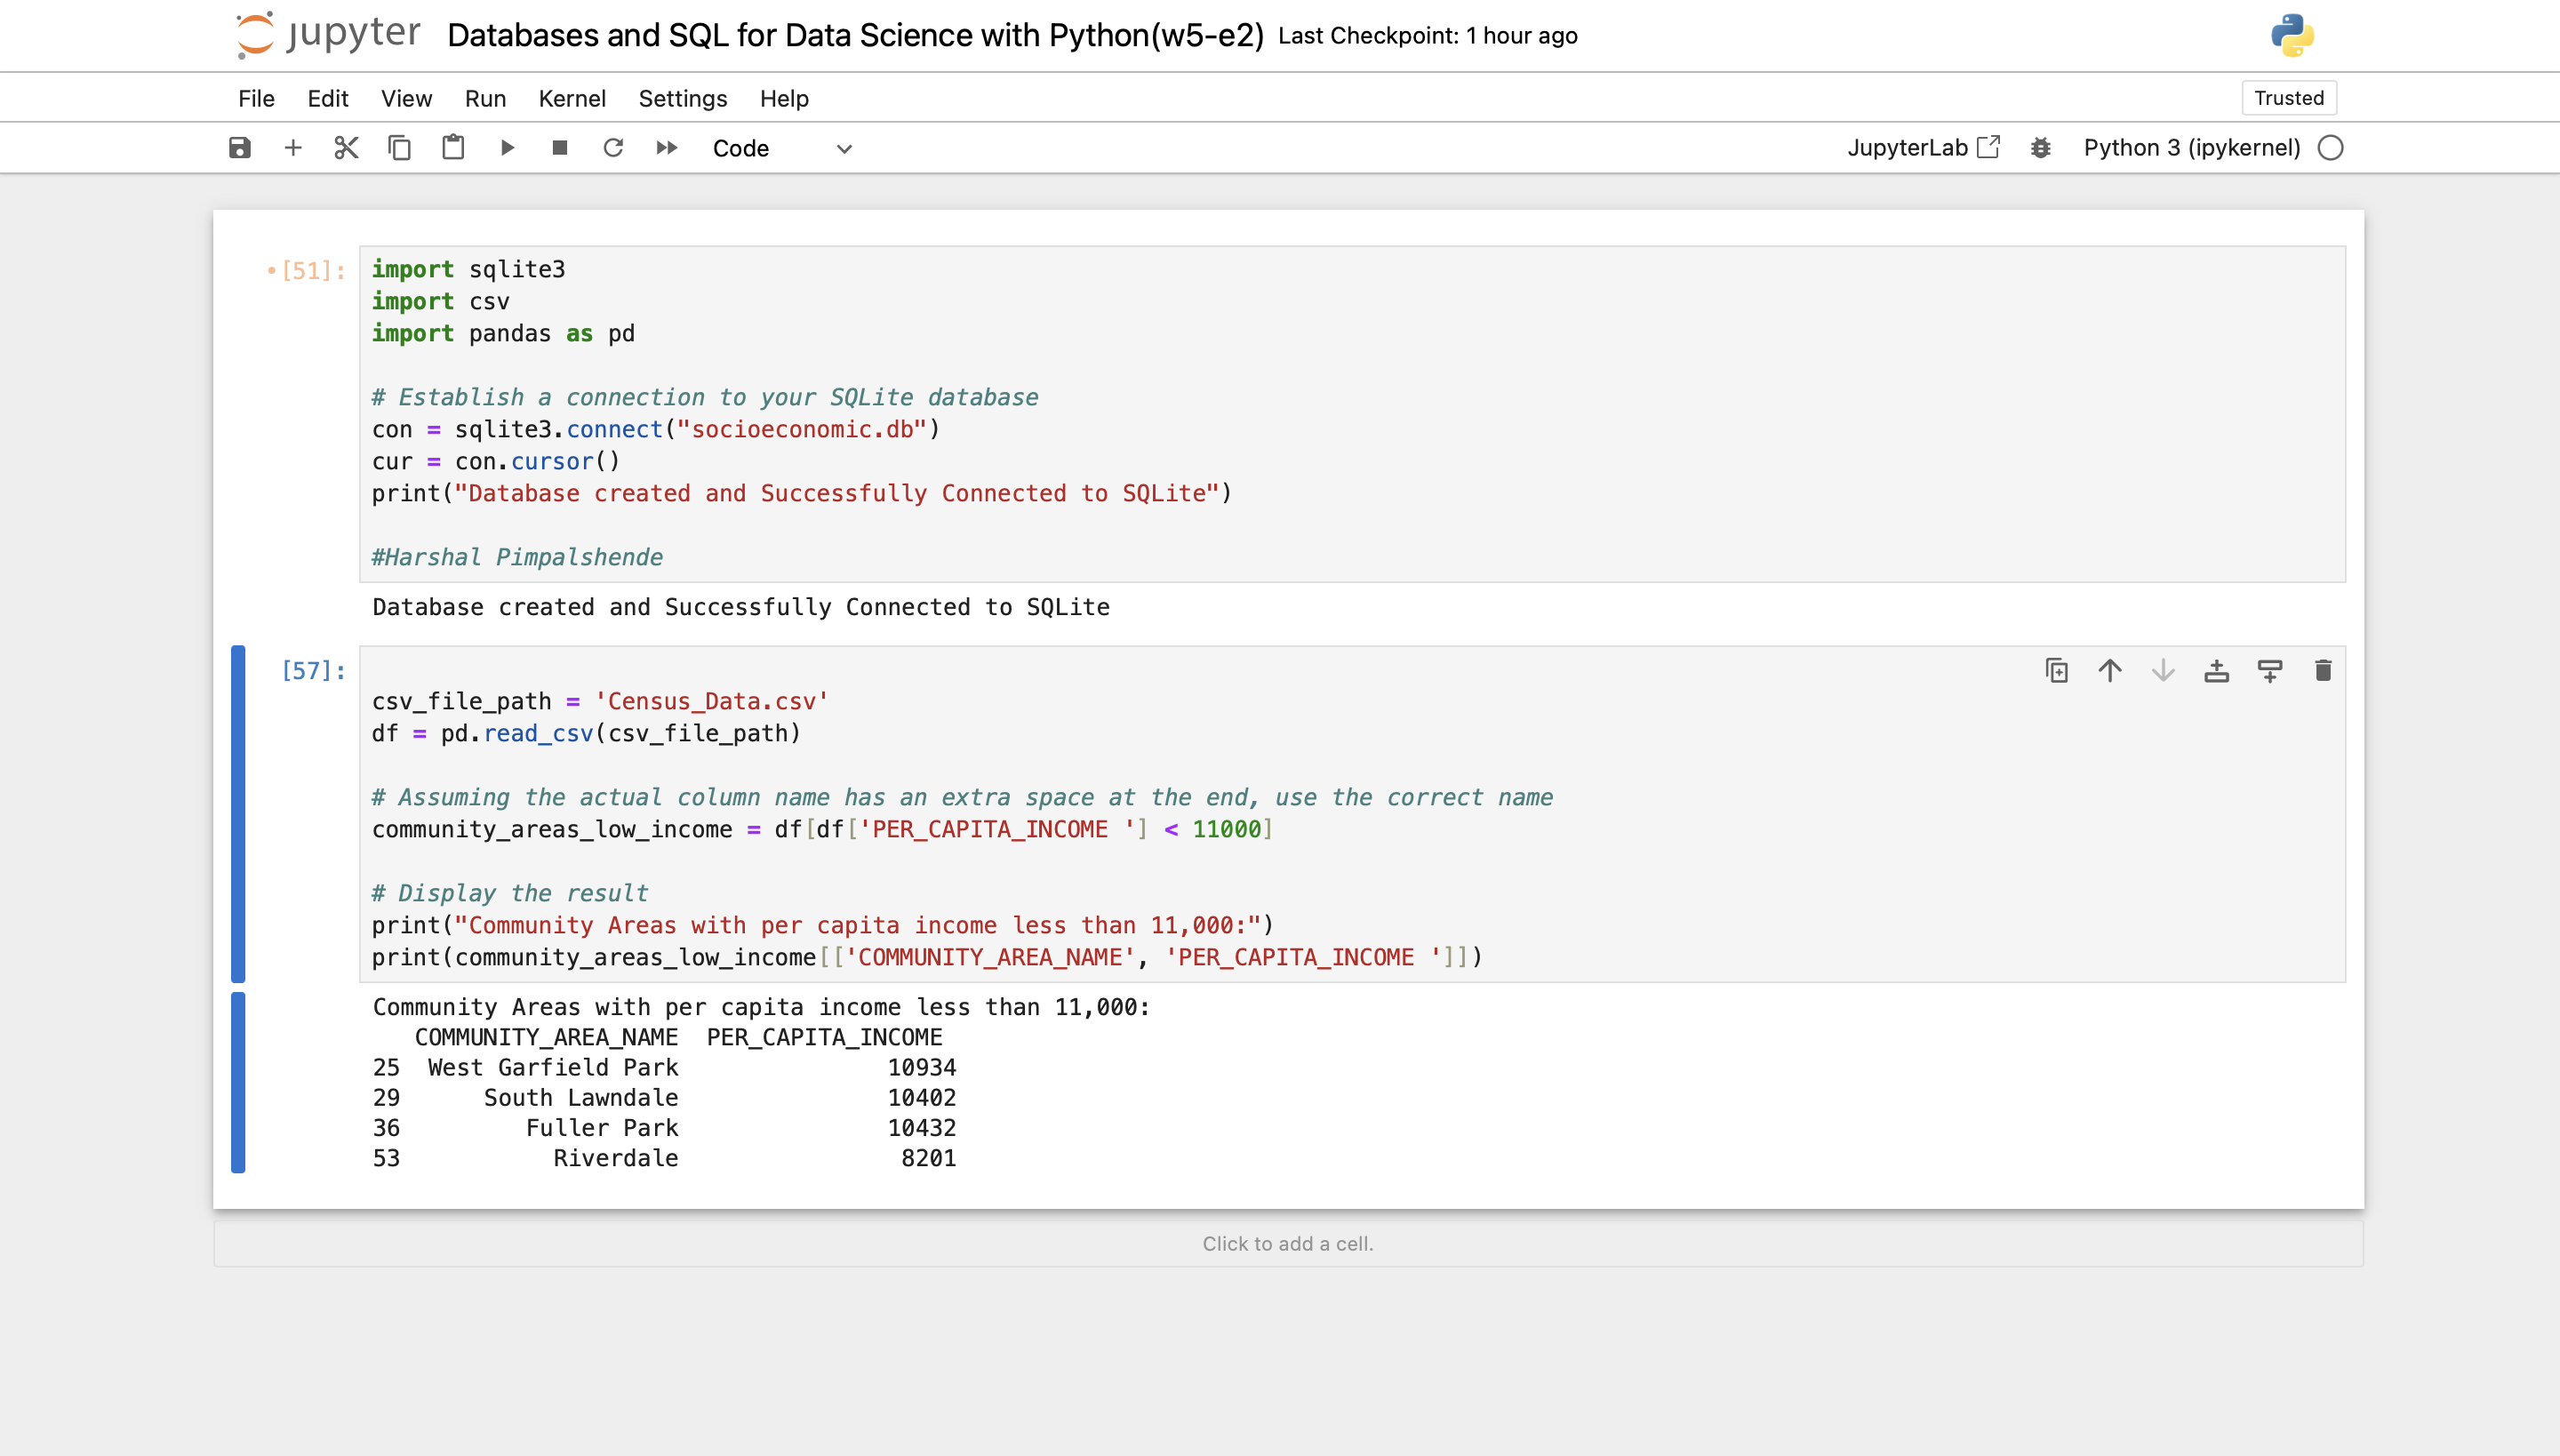 jupyter Databases and SQL for Data Science with Python(w5-e2) Last Checkpoint: 1 hour ago
File Edit View Run Kernel Settings Help Trusted
Code JupyterLab Python 3 (ipykernel)
[51]: import sqlite3
import csv
import pandas as pd
# Establish a connection to your SQLite database
con = sqlite3.connect("socioeconomic.db")
cur = con.cursor()
print("Database created and Successfully Connected to SQLite")
#Harshal Pimpalshende
Database created and Successfully Connected to SQLite
[57]:
csv_file_path = 'Census_Data.csv'
df = pd.read_csv(csv_file_path)
# Assuming the actual column name has an extra space at the end, use the correct name
community_areas_low_income = df[df['PER_CAPITA_INCOME '] < 11000]
# Display the result
print("Community Areas with per capita income less than 11,000:")
print(community_areas_low_income[['COMMUNITY_AREA_NAME', 'PER_CAPITA_INCOME ']])
Community Areas with per capita income less than 11,000:
COMMUNITY_AREA_NAME PER_CAPITA_INCOME
25 West Garfield Park 10934
29 South Lawndale 10402
36 Fuller Park 10432
53 Riverdale 8201
Click to add a cell.